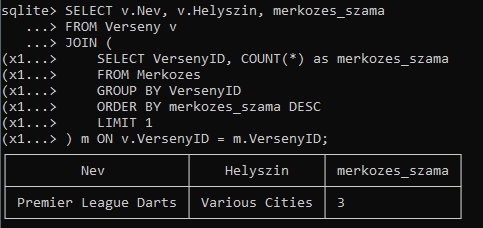 sqlite> SELECT v.Nev, v.Helyszin, merkozes_szama
   ...> FROM Verseny v
   ...> JOIN (
(x1...>     SELECT VersenyID, COUNT(*) as merkozes_szama
(x1...>     FROM Merkozes
(x1...>     GROUP BY VersenyID
(x1...>     ORDER BY merkozes_szama DESC
(x1...>     LIMIT 1
(x1...> ) m ON v.VersenyID = m.VersenyID;
Nev Helyszin merkozes_szama
Premier League Darts Various Cities 3